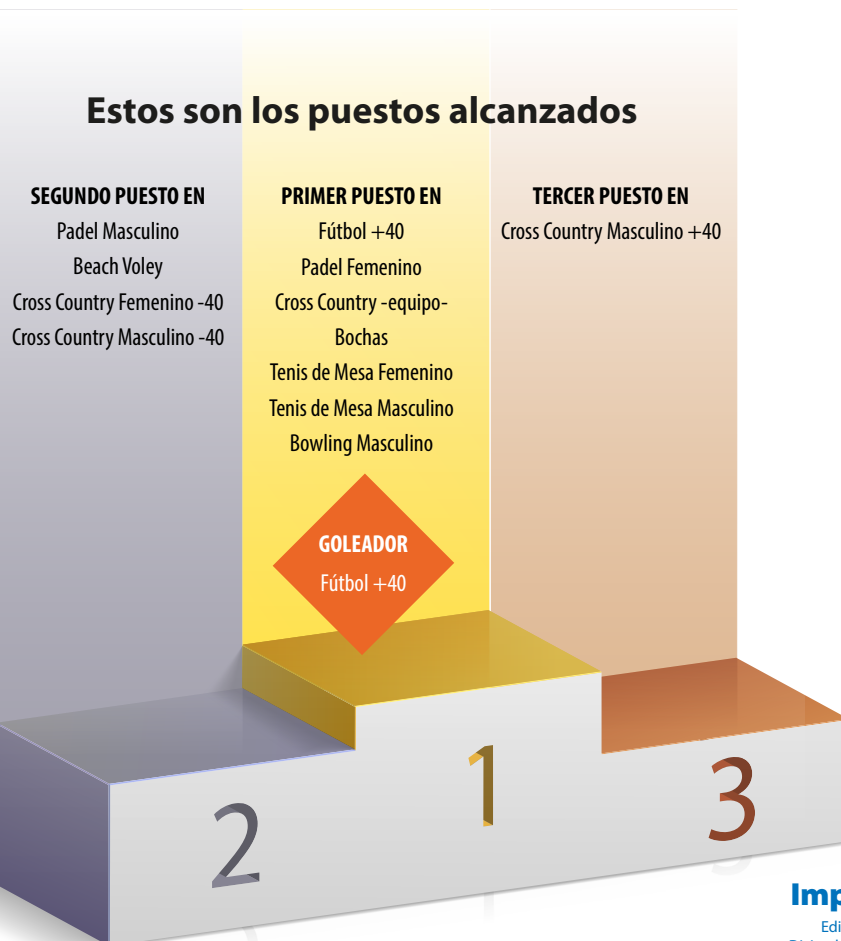 Estos son los puestos alcanzados
SEGUNDO PUESTO EN
Padel Masculino
Beach Voley
Cross Country Femenino -40
Cross Country Masculino -40
PRIMER PUESTO EN
Fútbol +40
Padel Femenino
Cross Country -equipo-
Bochas
Tenis de Mesa Femenino
Tenis de Mesa Masculino
Bowling Masculino
GOLEADOR
Fútbol +40
TERCER PUESTO EN
Cross Country Masculino +40
2
1
3
Imp
Edi